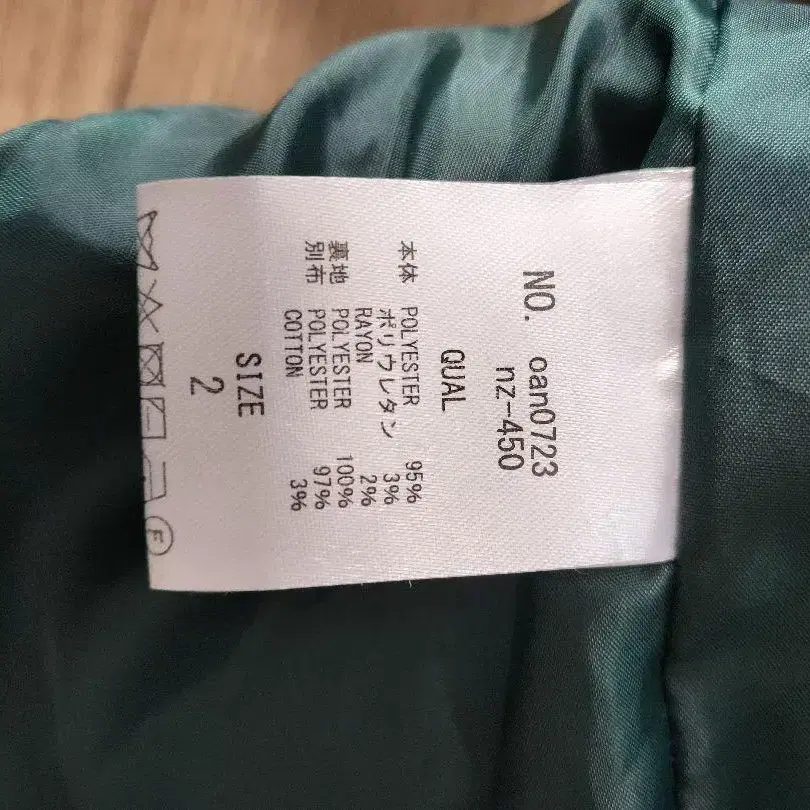 NO. oan0723
nz-450
QUAL
本体 POLYESTER 95%
ポリウレタン 3%
RAYON 2%
裏地 POLYESTER 100%
別布 POLYESTER 97%
COTTON 3%
SIZE
2
F